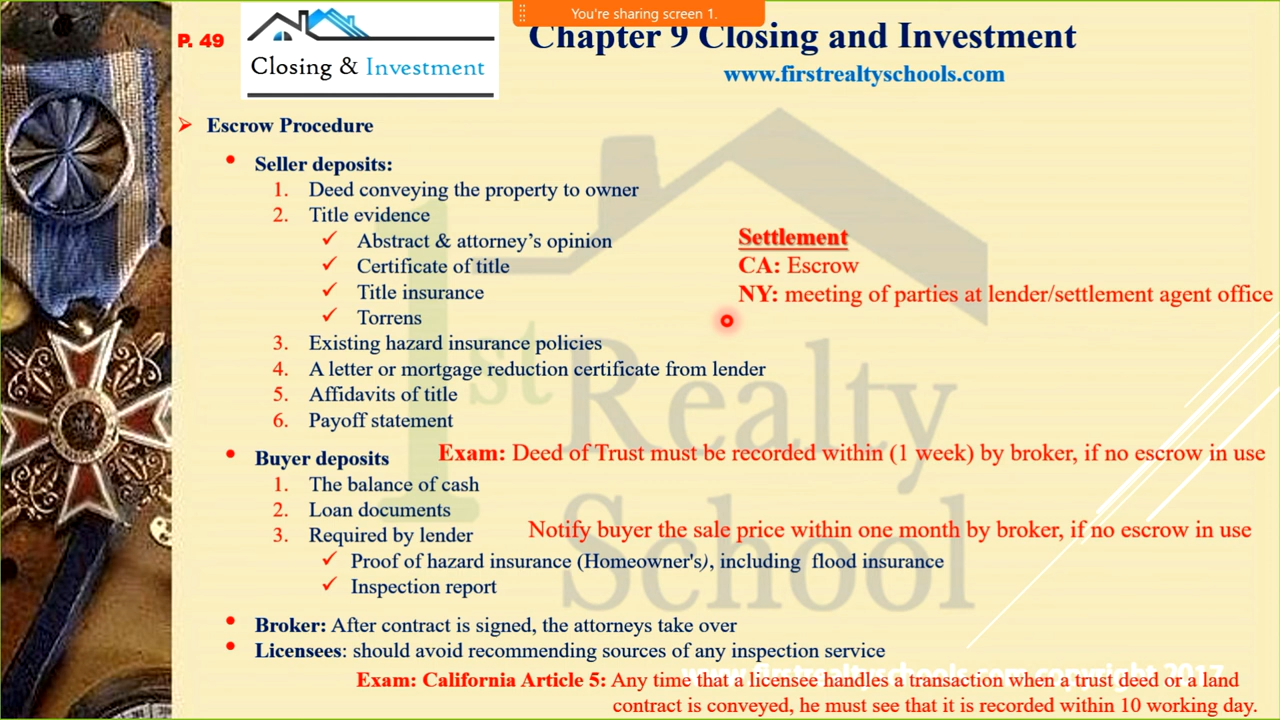 You're sharing screen 1.
P. 49
Closing & Investment
Chapter 9 Closing and Investment
www.firstrealtyschools.com
Escrow Procedure
Seller deposits:
1. Deed conveying the property to owner
2. Title evidence
Abstract & attorney's opinion
Certificate of title
Title insurance
Torrens
3. Existing hazard insurance policies
4. A letter or mortgage reduction certificate from lender
5. Affidavits of title
6. Payoff statement
Settlement
CA: Escrow
NY: meeting of parties at lender/settlement agent office
Buyer deposits
Exam: Deed of Trust must be recorded within (1 week) by broker, if no escrow in use
1. The balance of cash
2. Loan documents
3. Required by lender
Notify buyer the sale price within one month by broker, if no escrow in use
Proof of hazard insurance (Homeowner's), including flood insurance
Inspection report
Broker: After contract is signed, the attorneys take over
Licensees: should avoid recommending sources of any inspection service
Exam: California Article 5: Any time that a licensee handles a transaction when a trust deed or a land
contract is conveyed, he must see that it is recorded within 10 working day.
1st Realty
School
www.firstrealtyschools.com copyright 2017